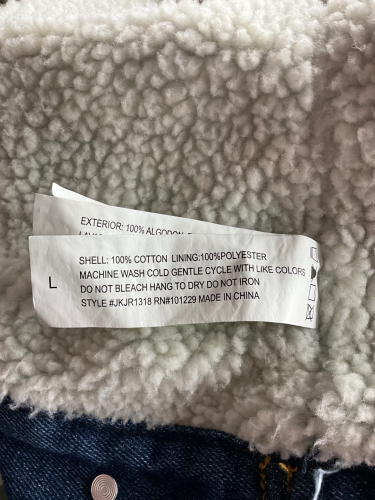 EXTERIOR: 100% ALGODON
SHELL: 100% COTTON LINING:100%POLYESTER
MACHINE WASH COLD GENTLE CYCLE WITH LIKE COLORS
DO NOT BLEACH HANG TO DRY DO NOT IRON
L
STYLE #JKJR1318 RN#101229 MADE IN CHINA